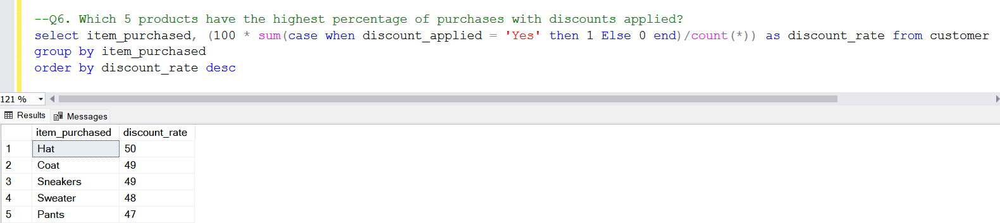 --Q6. Which 5 products have the highest percentage of purchases with discounts applied?
select item_purchased, (100 * sum(case when discount_applied = 'Yes' then 1 Else 0 end)/count(*)) as discount_rate from customer
group by item_purchased
order by discount_rate desc
121 %
Results Messages
item_purchased discount_rate
1 Hat 50
2 Coat 49
3 Sneakers 49
4 Sweater 48
5 Pants 47